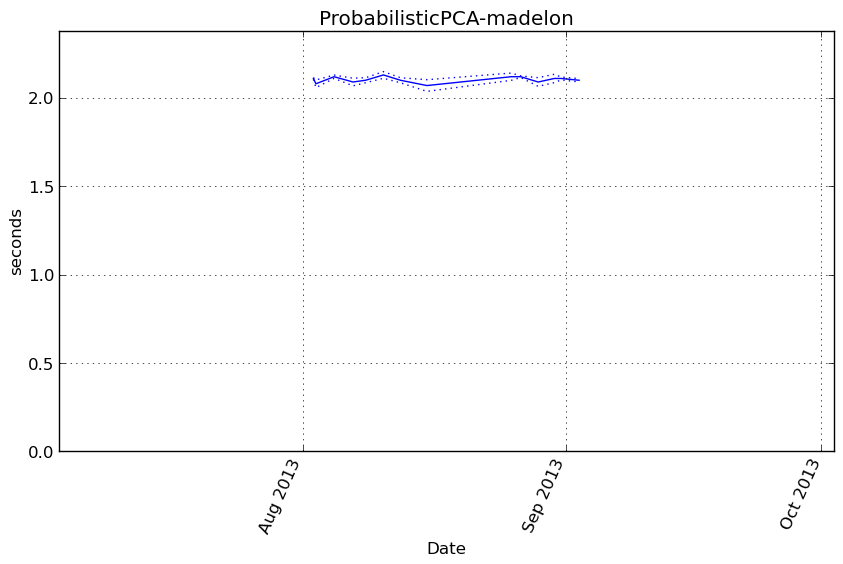 ProbabilisticPCA-madelon
2.0
1.5
1.0
0.5
0.0
seconds
Aug 2013
Sep 2013
Oct 2013
Date